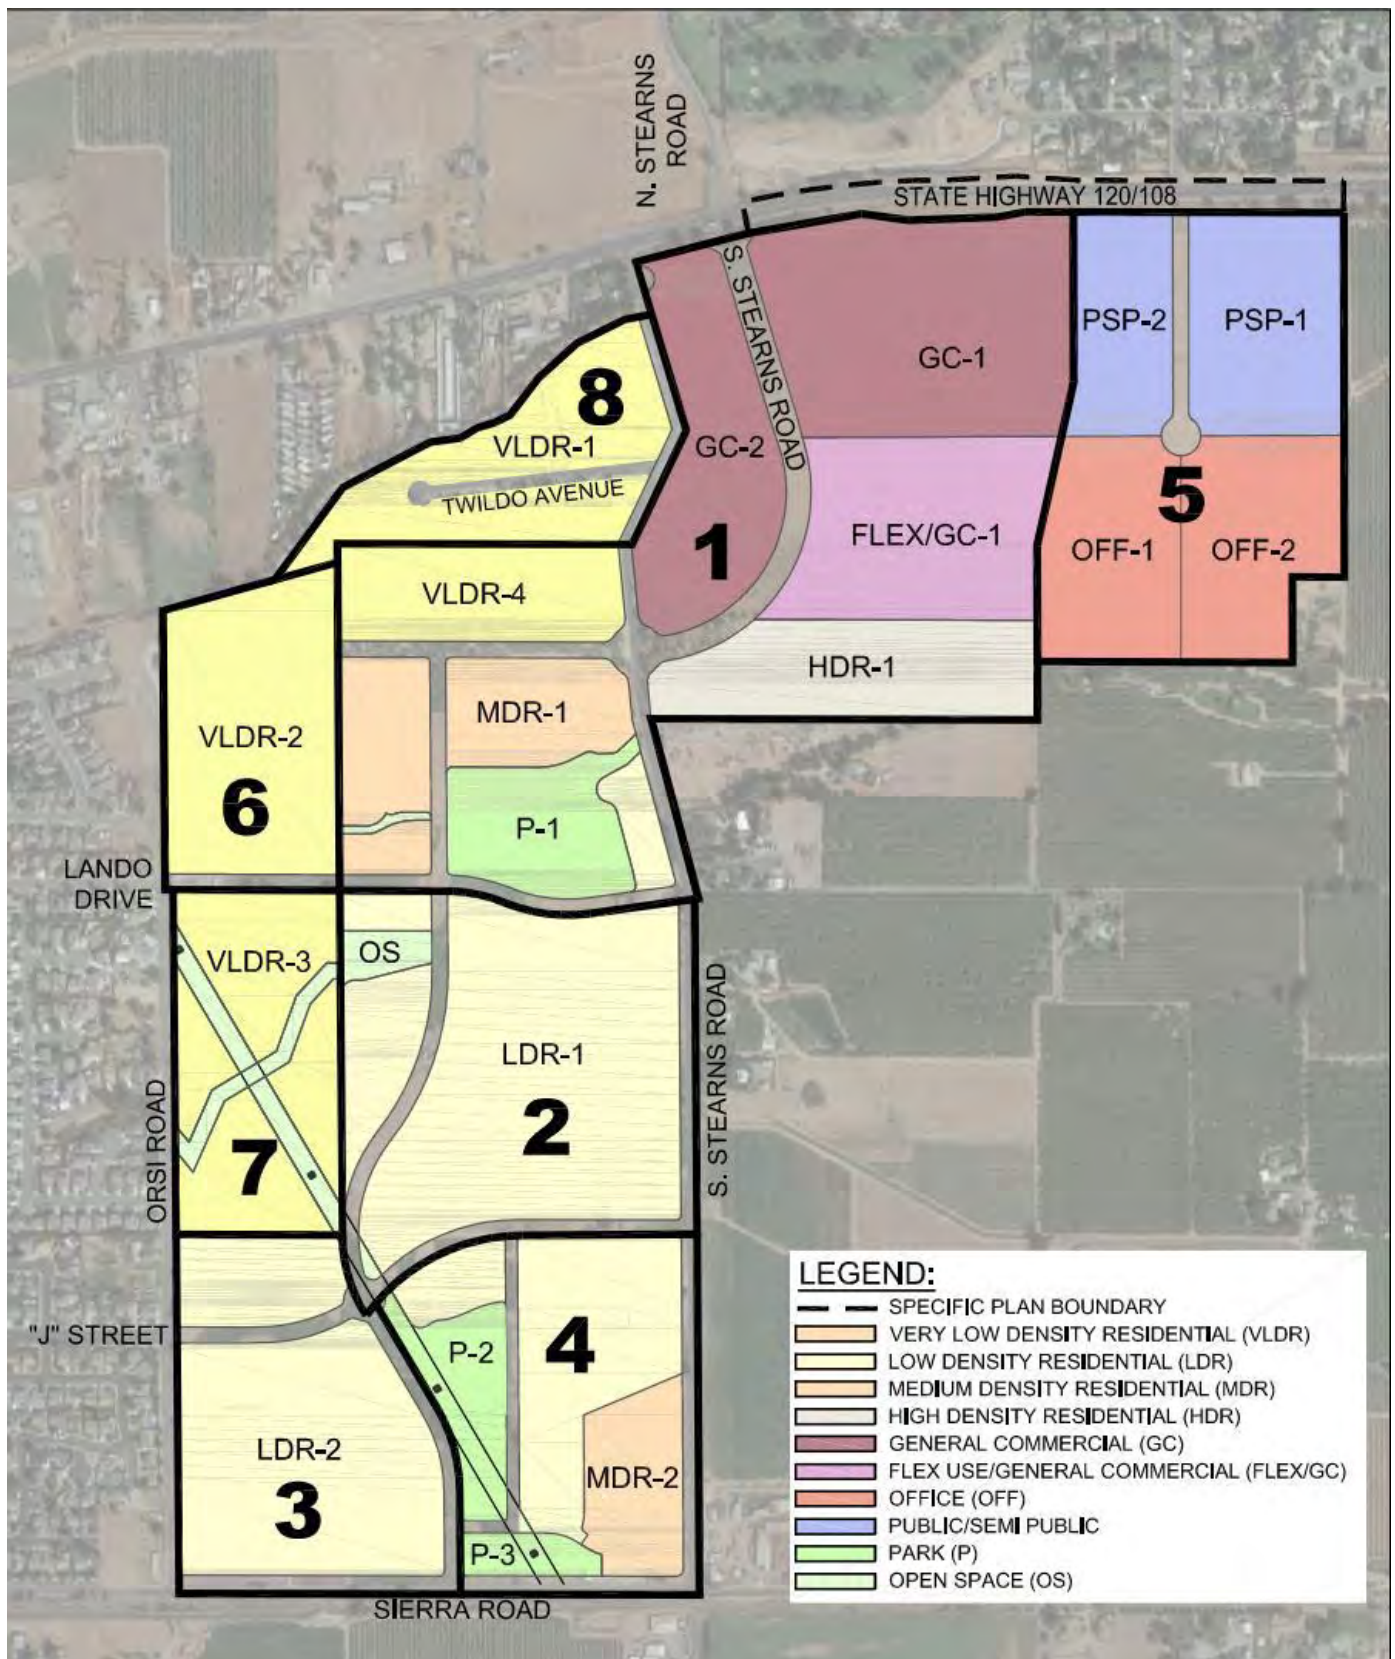 N. STEARNS
ROAD
STATE HIGHWAY 120/108
S. STEARNS ROAD
PSP-2
PSP-1
GC-1
8
VLDR-1
GC-2
TWILDO AVENUE
5
FLEX/GC-1
1
OFF-1
OFF-2
VLDR-4
HDR-1
MDR-1
VLDR-2
6
P-1
LANDO
DRIVE
OS
VLDR-3
LDR-1
S. STEARNS ROAD
2
ORSI ROAD
7
"J" STREET
P-2
4
LDR-2
MDR-2
3
P-3
SIERRA ROAD
LEGEND:
SPECIFIC PLAN BOUNDARY
VERY LOW DENSITY RESIDENTIAL (VLDR)
LOW DENSITY RESIDENTIAL (LDR)
MEDIUM DENSITY RESIDENTIAL (MDR)
HIGH DENSITY RESIDENTIAL (HDR)
GENERAL COMMERCIAL (GC)
FLEX USE/GENERAL COMMERCIAL (FLEX/GC)
OFFICE (OFF)
PUBLIC/SEMI PUBLIC
PARK (P)
OPEN SPACE (OS)